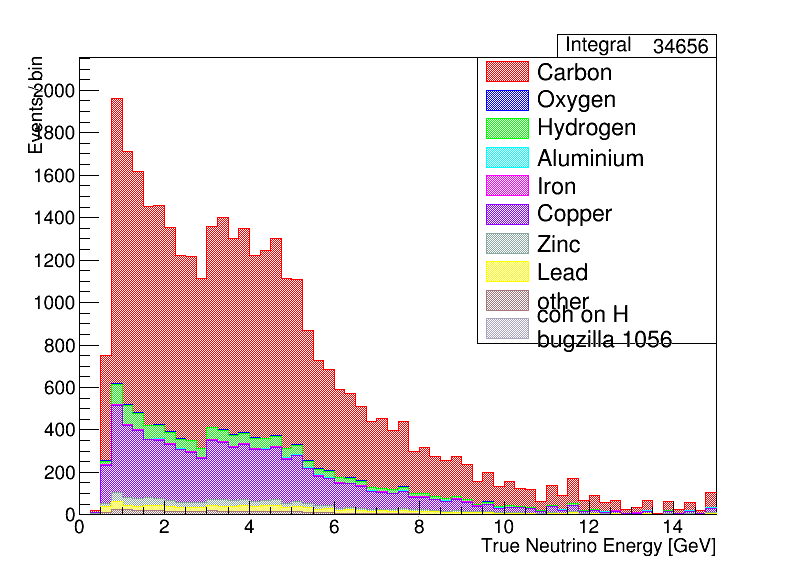 Integral 34656
Events / bin
Carbon
Oxygen
Hydrogen
Aluminium
Iron
Copper
Zinc
Lead
other
coh on H
bugzilla 1056
2000
1800
1600
1400
1200
1000
800
600
400
200
0
0 2 4 6 8 10 12 14
True Neutrino Energy [GeV]